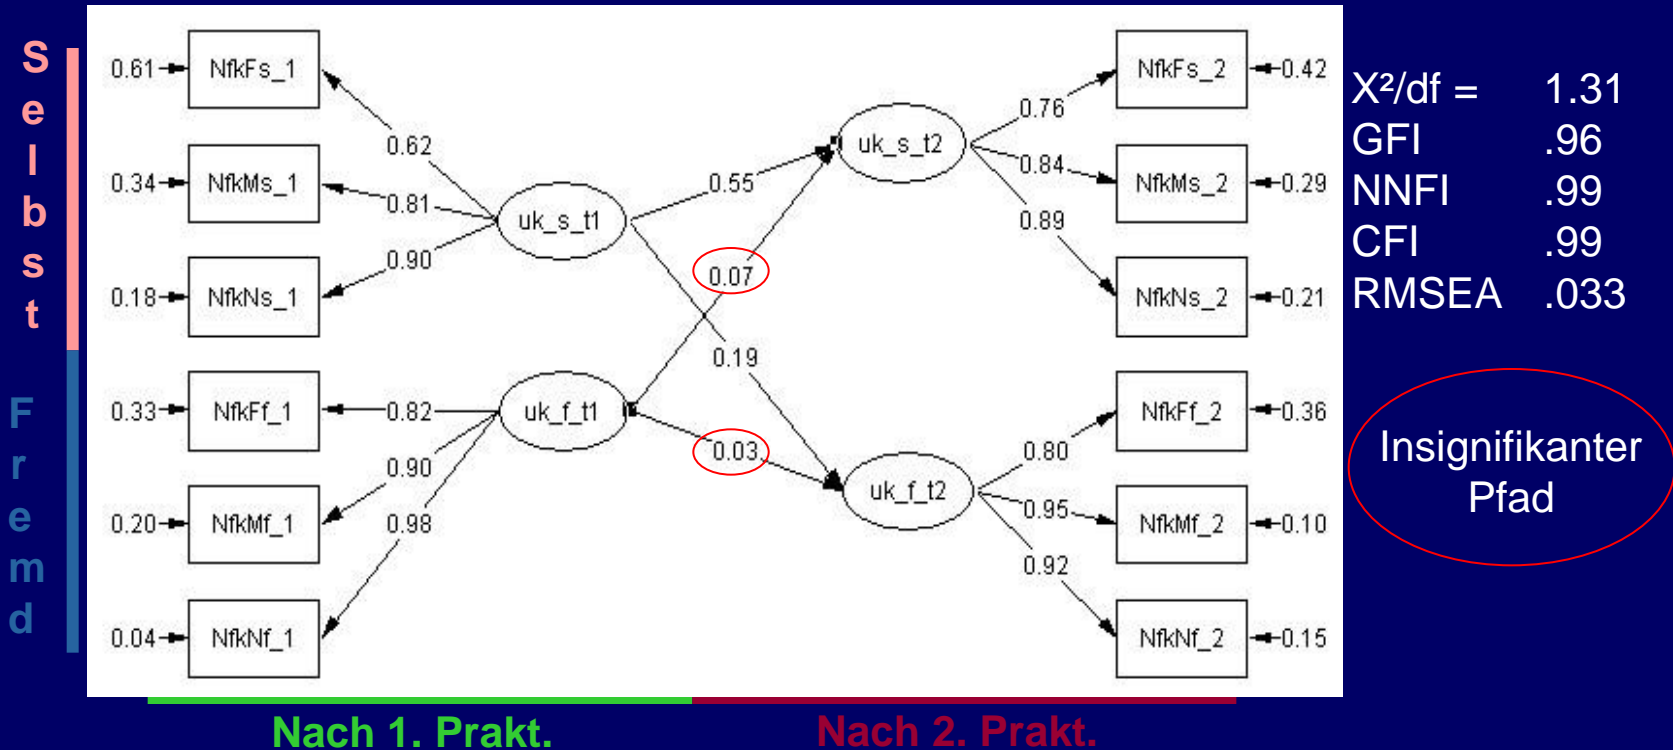 Selbst
Fremd
0.61 NfkFs_1
0.34 NfkMs_1
0.18 NfkNs_1
0.33 NfkFf_1
0.20 NfkMf_1
0.04 NfkNf_1
0.62
0.81
0.90
0.82
0.90
0.98
uk_s_t1
uk_f_t1
0.55
0.07
0.19
0.03
uk_s_t2
uk_f_t2
0.76
0.84
0.89
0.80
0.95
0.92
NfkFs_2 0.42
NfkMs_2 0.29
NfkNs_2 0.21
NfkFf_2 0.36
NfkMf_2 0.10
NfkNf_2 0.15
X²/df = 1.31
GFI .96
NNFI .99
CFI .99
RMSEA .033
Insignifikanter
Pfad
Nach 1. Prakt.
Nach 2. Prakt.